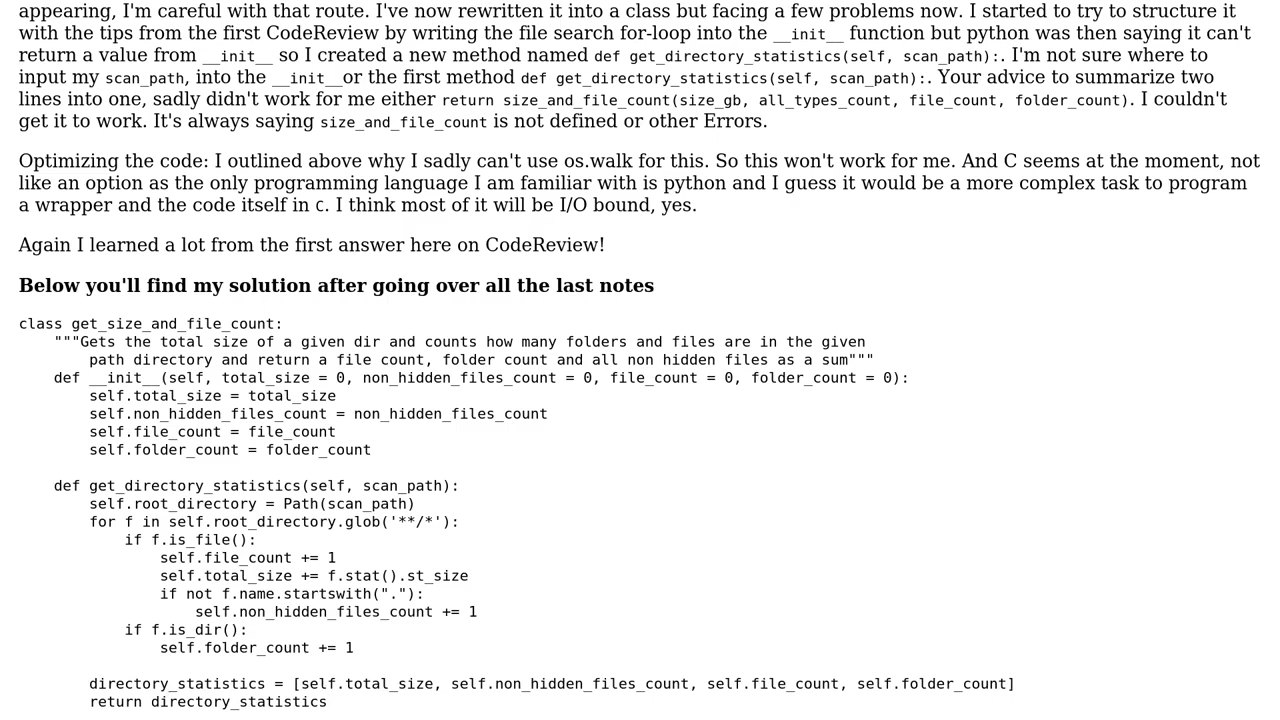 appearing, I'm careful with that route. I've now rewritten it into a class but facing a few problems now. I started to try to structure it
with the tips from the first CodeReview by writing the file search for-loop into the __init__ function but python was then saying it can't
return a value from __init__ so I created a new method named def get_directory_statistics(self, scan_path):. I'm not sure where to
input my scan_path, into the __init__or the first method def get_directory_statistics(self, scan_path):. Your advice to summarize two
lines into one, sadly didn't work for me either return size_and_file_count(size_gb, all_types_count, file_count, folder_count). I couldn't
get it to work. It's always saying size_and_file_count is not defined or other Errors.
Optimizing the code: I outlined above why I sadly can't use os.walk for this. So this won't work for me. And C seems at the moment, not
like an option as the only programming language I am familiar with is python and I guess it would be a more complex task to program
a wrapper and the code itself in C. I think most of it will be I/O bound, yes.
Again I learned a lot from the first answer here on CodeReview!
Below you'll find my solution after going over all the last notes
class get_size_and_file_count:
    """Gets the total size of a given dir and counts how many folders and files are in the given
        path directory and return a file count, folder count and all non hidden files as a sum"""
    def __init__(self, total_size = 0, non_hidden_files_count = 0, file_count = 0, folder_count = 0):
        self.total_size = total_size
        self.non_hidden_files_count = non_hidden_files_count
        self.file_count = file_count
        self.folder_count = folder_count
    def get_directory_statistics(self, scan_path):
        self.root_directory = Path(scan_path)
        for f in self.root_directory.glob('**/*'):
            if f.is_file():
                self.file_count += 1
                self.total_size += f.stat().st_size
                if not f.name.startswith("."):
                    self.non_hidden_files_count += 1
            if f.is_dir():
                self.folder_count += 1
        directory_statistics = [self.total_size, self.non_hidden_files_count, self.file_count, self.folder_count]
        return directory_statistics